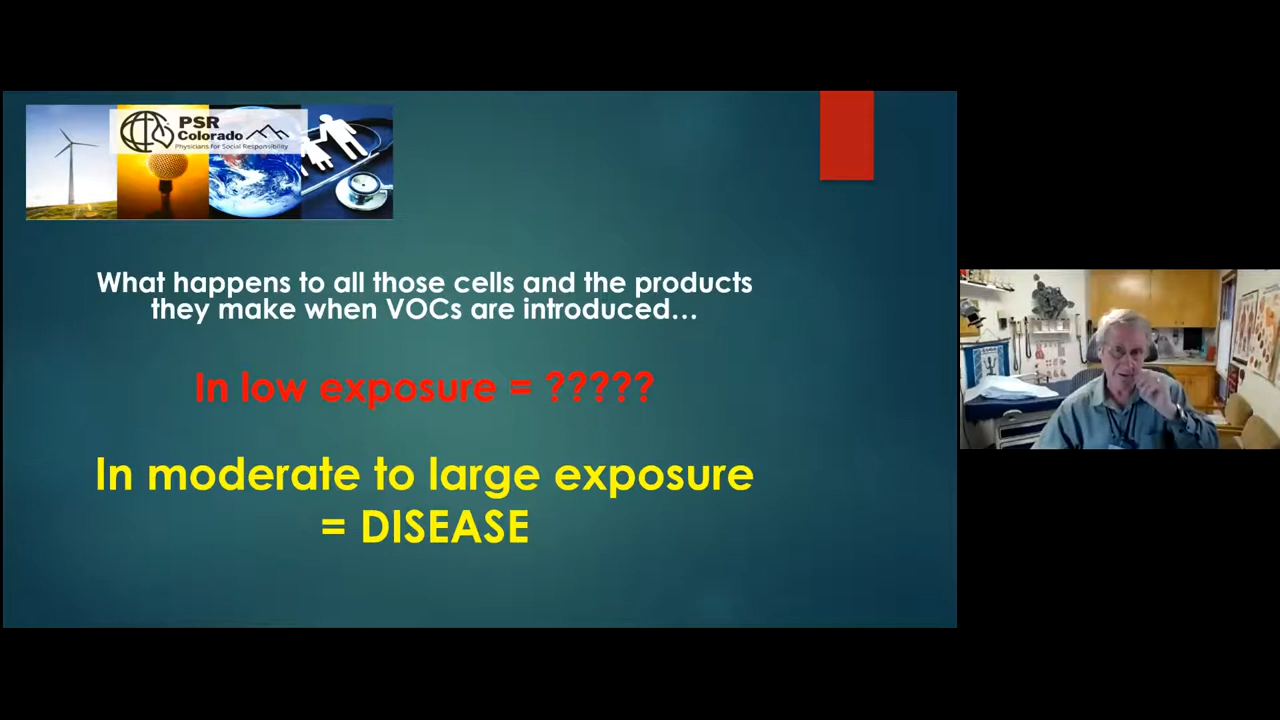 PSR
Colorado
Physicians for Social Responsibility
What happens to all those cells and the products
they make when VOCs are introduced...
In low exposure = ?????
In moderate to large exposure
= DISEASE